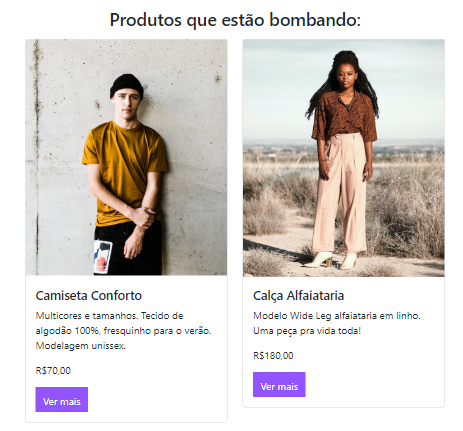 Produtos que estão bombando:
Camiseta Conforto
Multicores e tamanhos. Tecido de
algodão 100%, fresquinho para o verão.
Modelagem unissex.
R$70,00
Ver mais
Calça Alfaiataria
Modelo Wide Leg alfaiataria em linho.
Uma peça pra vida toda!
R$180,00
Ver mais